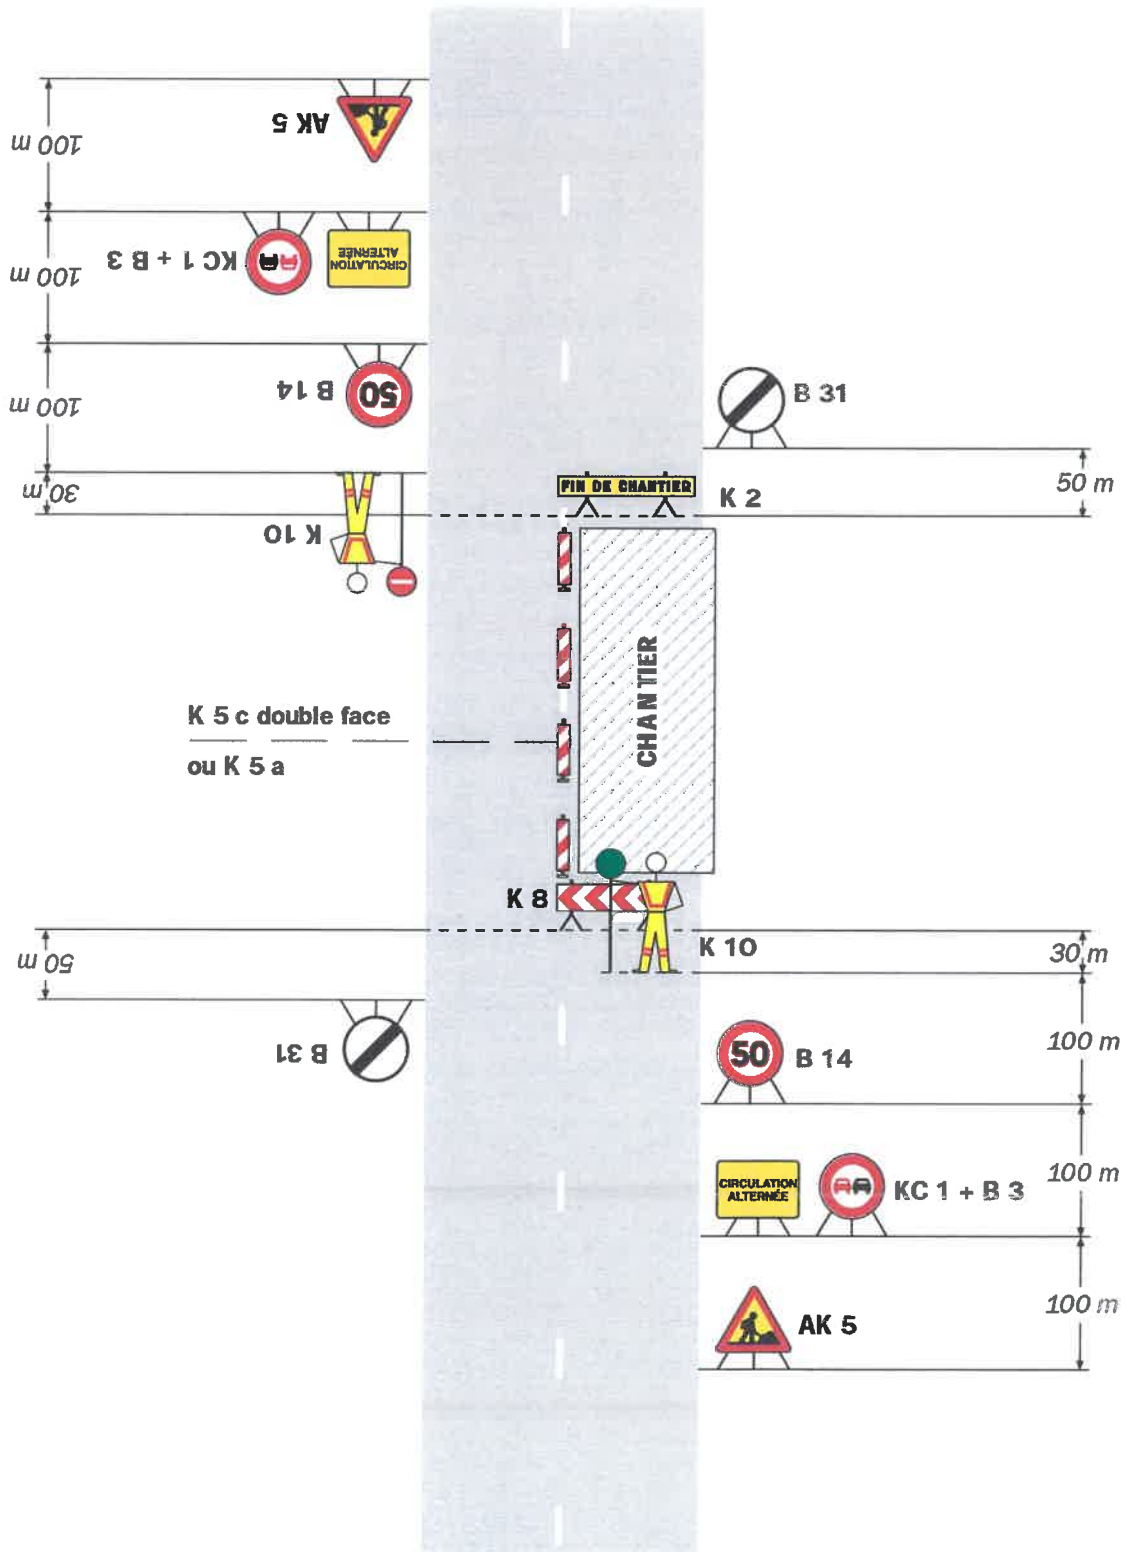 AK 5
100 m
KC 1 + B 3
CIRCULATION
ALTERNÉE
100 m
B 14
50
100 m
B 31
30 m
K 10
FIN DE CHANTIER
K 2
50 m
K 5 c double face
ou K 5 a
CHANTIER
K 8
K 10
30 m
50 m
B 31
50
B 14
100 m
CIRCULATION
ALTERNÉE
KC 1 + B 3
100 m
AK 5
100 m